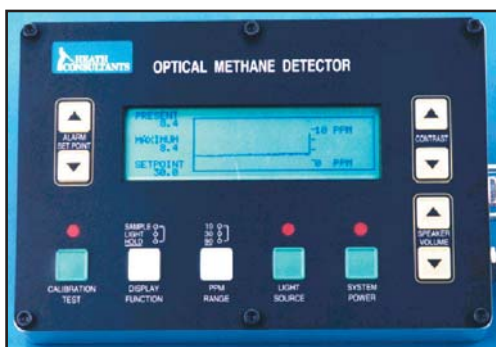 HEATH
CONSULTANTS
OPTICAL METHANE DETECTOR
PRESENT
8.4
MAXIMUM
8.4
SETPOINT
50.0
10 PPM
0 PPM
ALARM
SET POINT
CONTRAST
SPEAKER
VOLUME
SAMPLE
LIGHT
HOLD
10
30
90
CALIBRATION
TEST
DISPLAY
FUNCTION
PPM
RANGE
LIGHT
SOURCE
SYSTEM
POWER